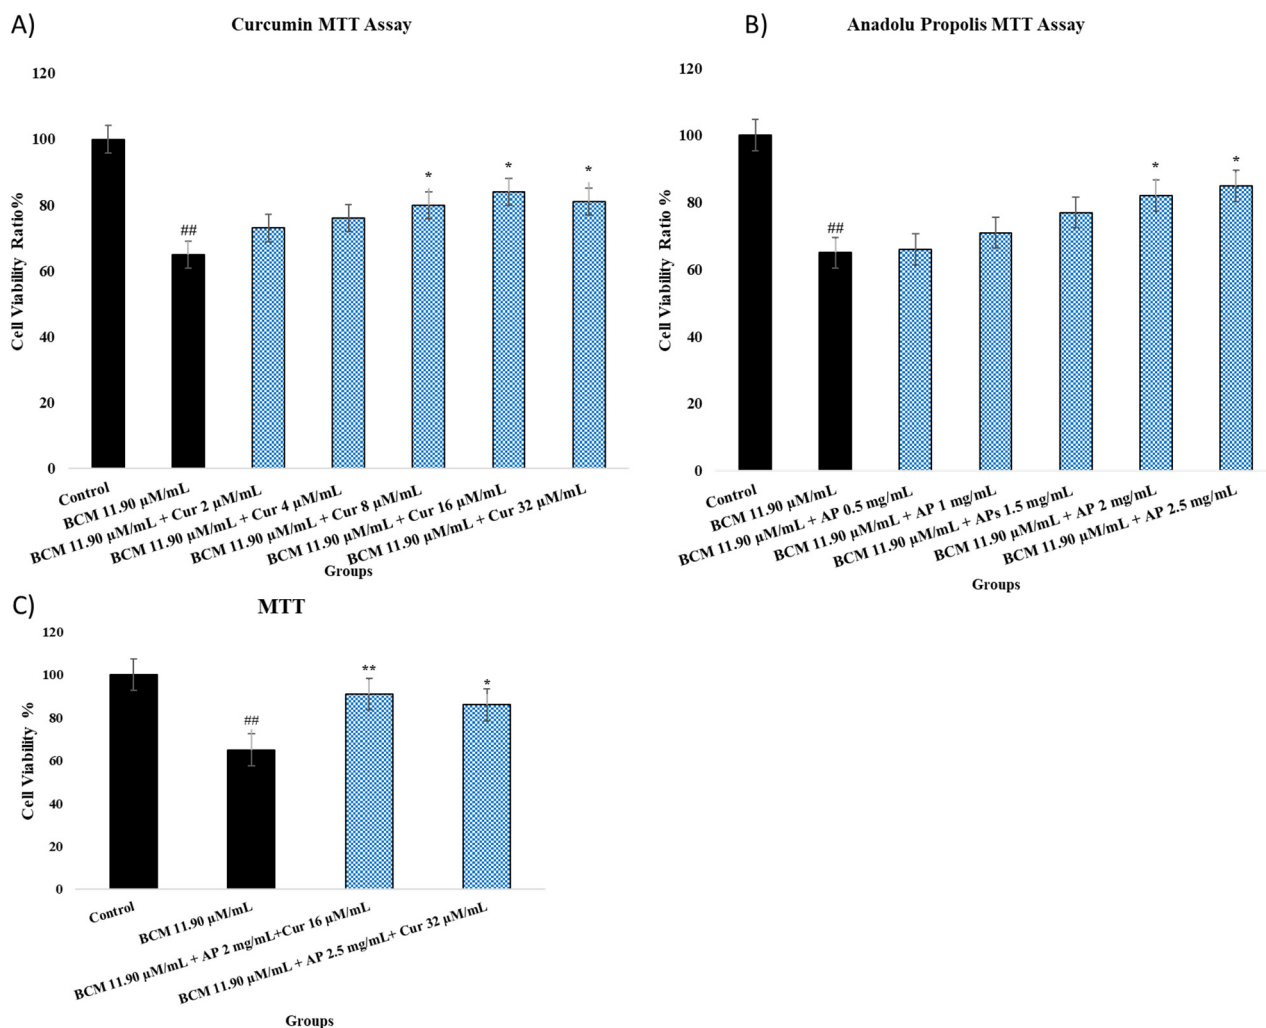 A)
Curcumin MTT Assay
120
100
80
60
40
20
0
Cell Viability Ratio%
##
*
*
*
Control
BCM 11.90 µM/mL
BCM 11.90 µM/mL + Cur 2 µM/mL
BCM 11.90 µM/mL + Cur 4 µM/mL
BCM 11.90 µM/mL + Cur 8 µM/mL
BCM 11.90 µM/mL + Cur 16 µM/mL
BCM 11.90 µM/mL + Cur 32 µM/mL
Groups
B)
Anadolu Propolis MTT Assay
120
100
80
60
40
20
0
Cell Viability Ratio %
##
*
*
Control
BCM 11.90 µM/mL
BCM 11.90 µM/mL + AP 0.5 mg/mL
BCM 11.90 µM/mL + AP 1 mg/mL
BCM 11.90 µM/mL + APs 1.5 mg/mL
BCM 11.90 µM/mL + AP 2 mg/mL
BCM 11.90 µM/mL + AP 2.5 mg/mL
Groups
C)
MTT
120
100
80
60
40
20
0
Cell Viability %
##
**
*
Control
BCM 11.90 µM/mL
BCM 11.90 µM/mL + AP 2 mg/mL+Cur 16 µM/mL
BCM 11.90 µM/mL + AP 2.5 mg/mL+ Cur 32 µM/mL
Groups